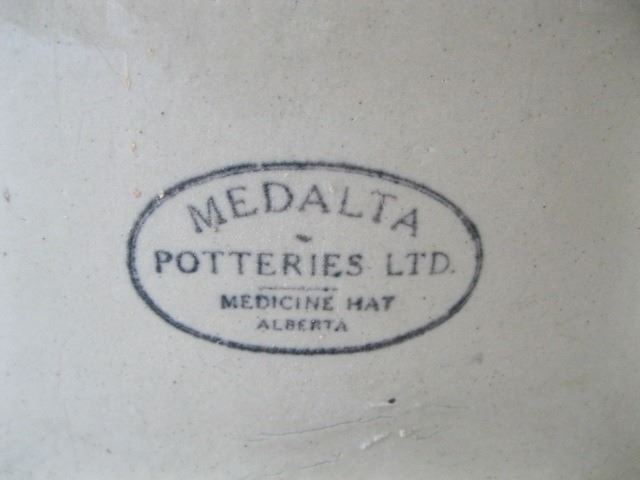 MEDALTA
POTTERIES LTD.
MEDICINE HAT
ALBERTA